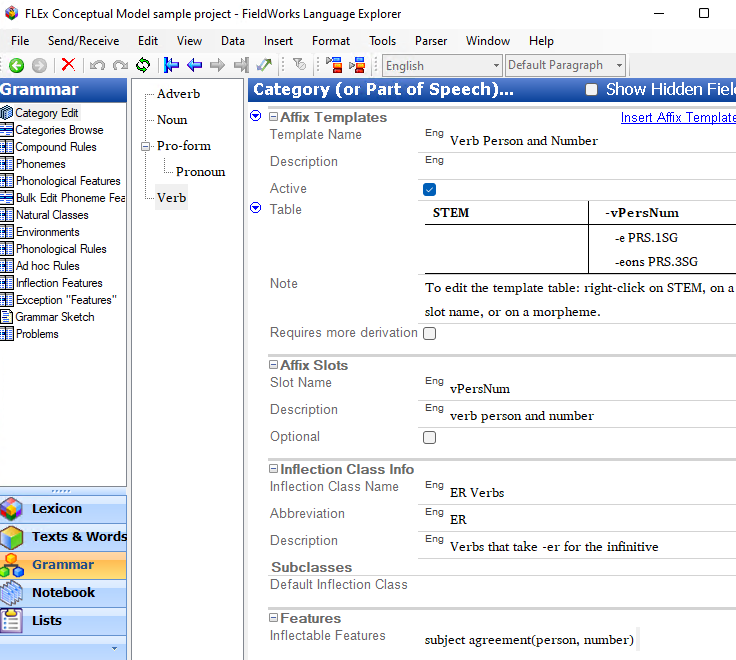 FLEx Conceptual Model sample project - FieldWorks Language Explorer
File Send/Receive Edit View Data Insert Format Tools Parser Window Help
English Default Paragraph
Grammar
Category Edit
Categories Browse
Compound Rules
Phonemes
Phonological Features
Bulk Edit Phoneme Fea
Natural Classes
Environments
Phonological Rules
Ad hoc Rules
Inflection Features
Exception "Features"
Grammar Sketch
Problems
Lexicon
Texts & Words
Grammar
Notebook
Lists
Adverb
Noun
Pro-form
Pronoun
Verb
Category (or Part of Speech)... Show Hidden Fiel
Affix Templates Insert Affix Template
Template Name Eng Verb Person and Number
Description Eng
Active
Table STEM -vPersNum
-e PRS.1SG
-eons PRS.3SG
Note To edit the template table: right-click on STEM, on a
slot name, or on a morpheme.
Requires more derivation
Affix Slots
Slot Name Eng vPersNum
Description Eng verb person and number
Optional
Inflection Class Info
Inflection Class Name Eng ER Verbs
Abbreviation Eng ER
Description Eng Verbs that take -er for the infinitive
Subclasses
Default Inflection Class
Features
Inflectable Features subject agreement(person, number)